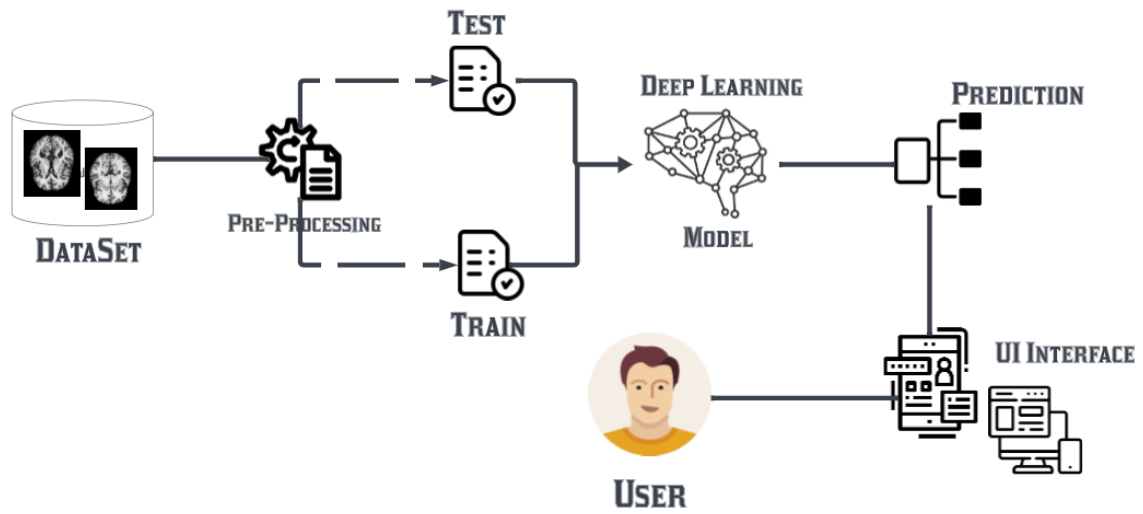 Test
Deep Learning
Prediction
Pre-Processing
DataSet
Model
Train
UI Interface
User